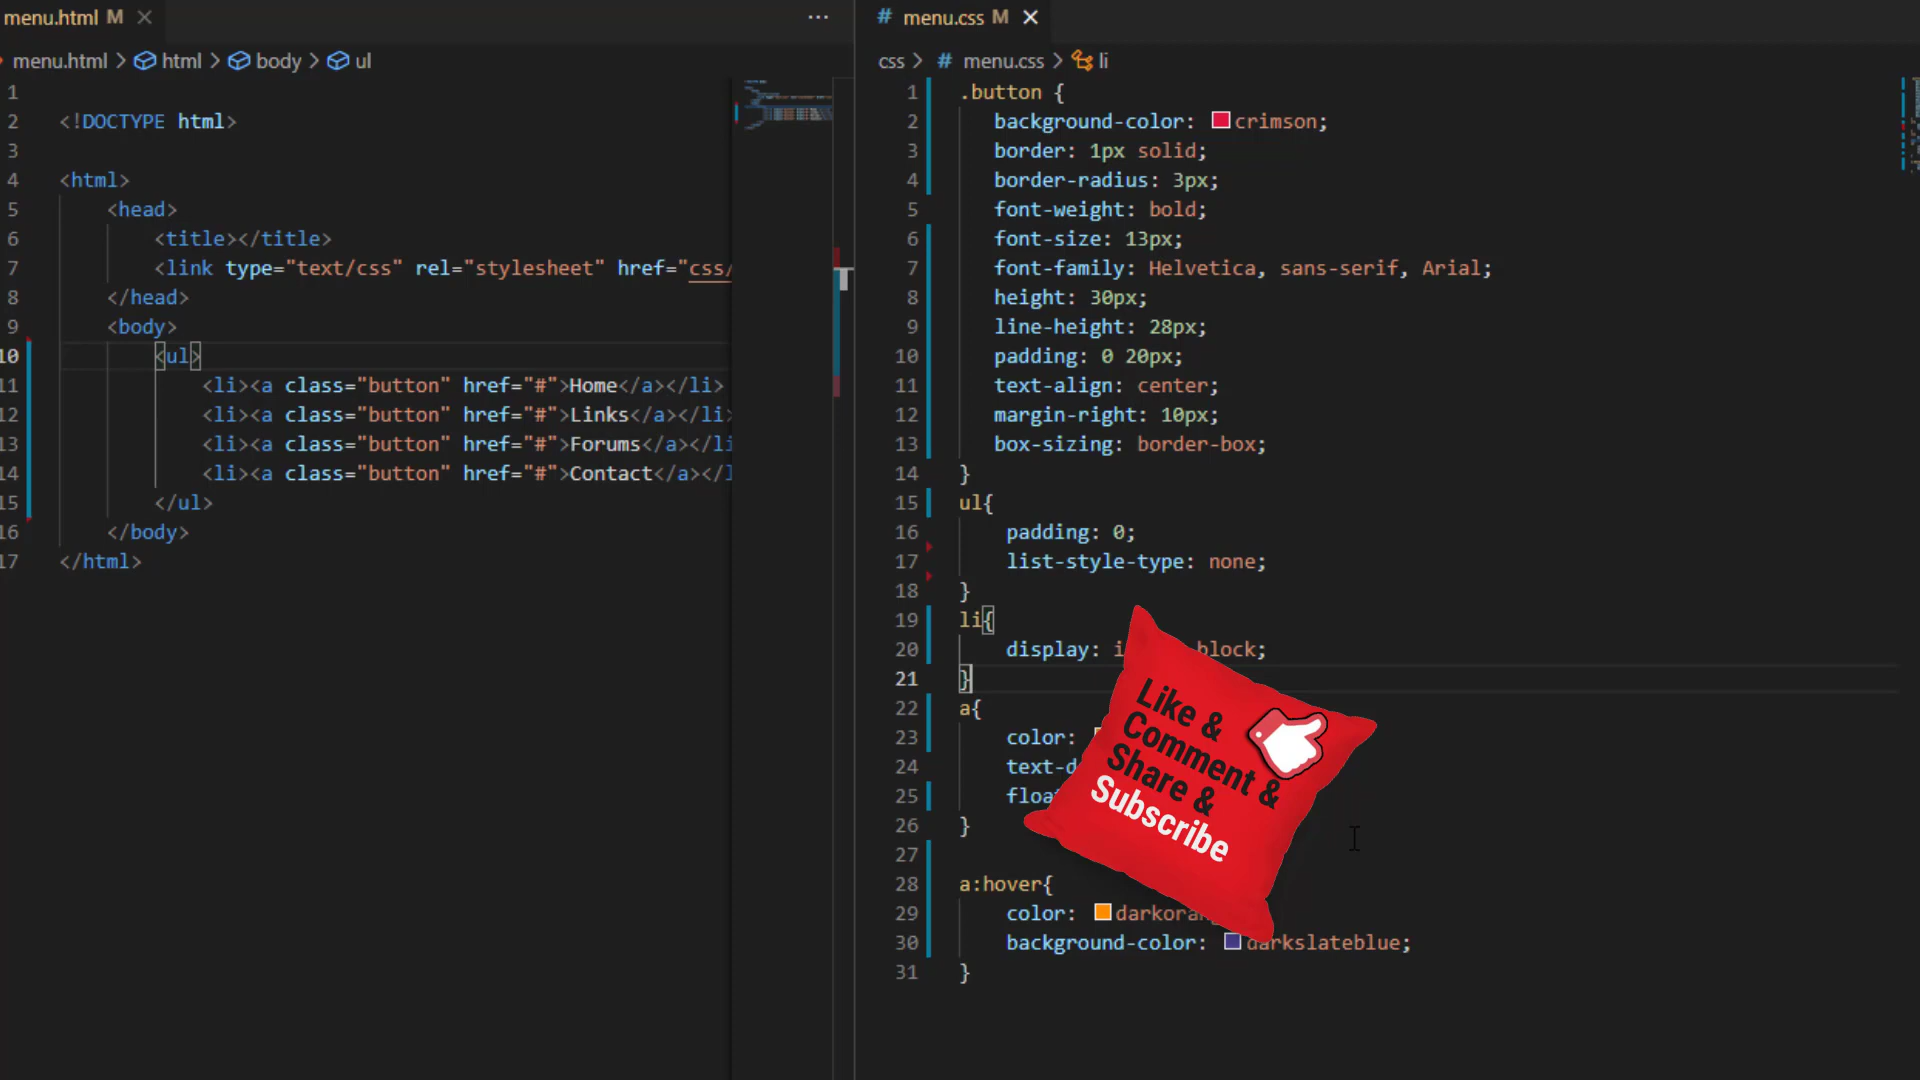 menu.html M
menu.html > html > body > ul
1
2 <!DOCTYPE html>
3
4 <html>
5 <head>
6 <title></title>
7 <link type="text/css" rel="stylesheet" href="css/
8 </head>
9 <body>
10 <ul>
11 <li><a class="button" href="#">Home</a></li>
12 <li><a class="button" href="#">Links</a></li
13 <li><a class="button" href="#">Forums</a></li
14 <li><a class="button" href="#">Contact</a></l
15 </ul>
16 </body>
17 </html>
# menu.css M
css > # menu.css > li
1 .button {
2 background-color: crimson;
3 border: 1px solid;
4 border-radius: 3px;
5 font-weight: bold;
6 font-size: 13px;
7 font-family: Helvetica, sans-serif, Arial;
8 height: 30px;
9 line-height: 28px;
10 padding: 0 20px;
11 text-align: center;
12 margin-right: 10px;
13 box-sizing: border-box;
14 }
15 ul{
16 padding: 0;
17 list-style-type: none;
18 }
19 li{
20 display: i block;
21 }
22 a{
23 color:
24 text-d
25 floa
26 }
27
28 a:hover{
29 color: darkoran
30 background-color: darkslateblue;
31 }
Like &
Comment &
Share &
Subscribe